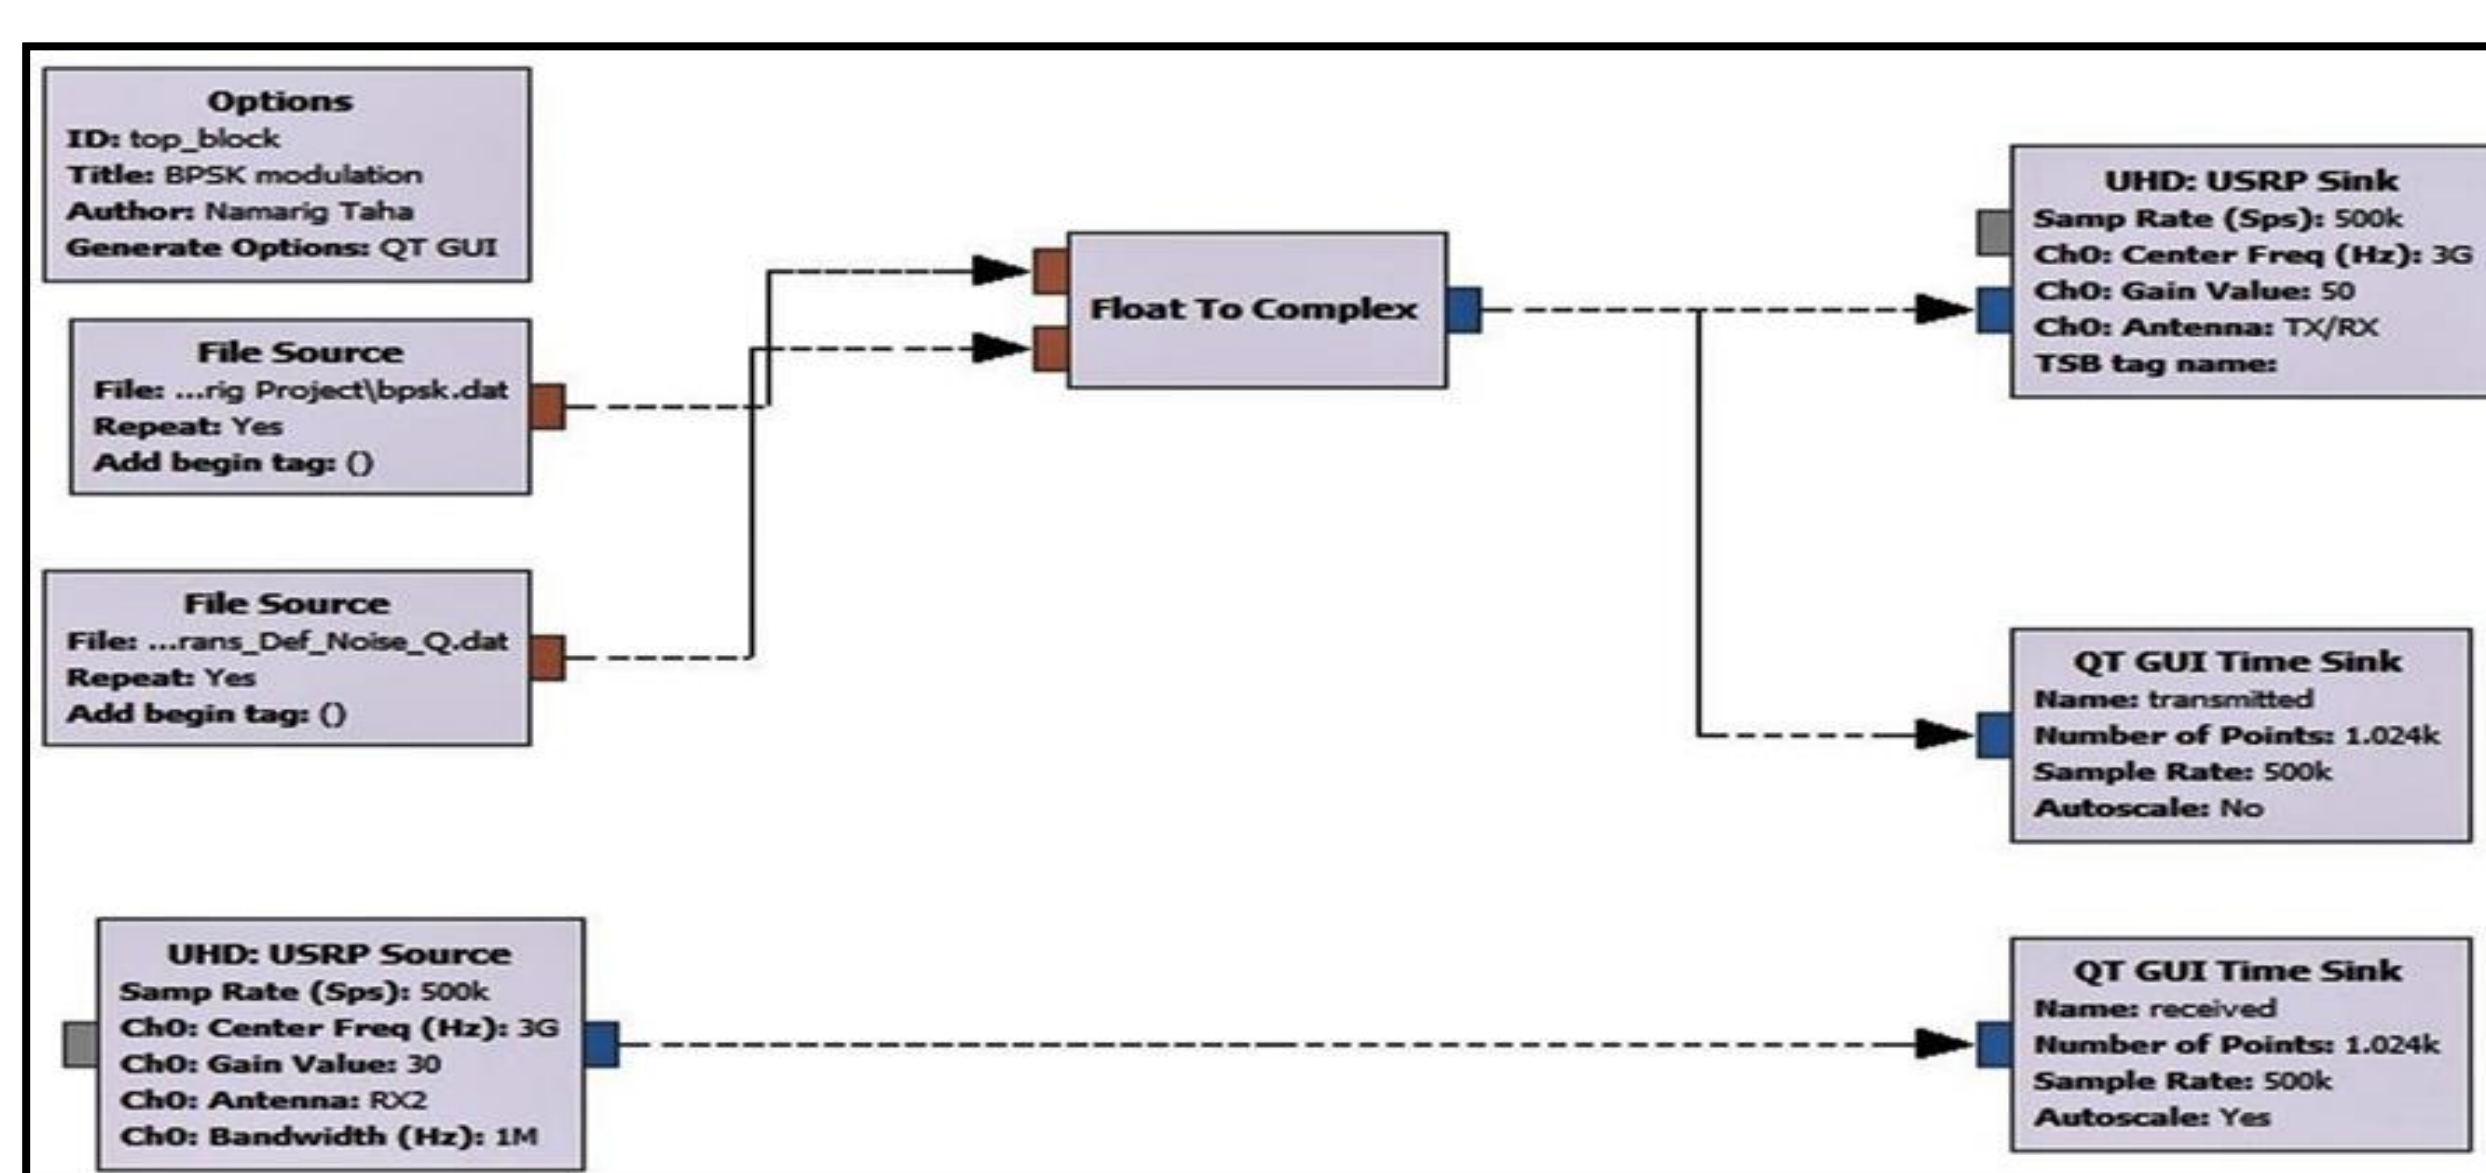 Options
ID: top_block
Title: BPSK modulation
Author: Namarig Taha
Generate Options: QT GUI
File Source
File: ...rig Project\bpsk.dat
Repeat: Yes
Add begin tag: ()
File Source
File: ...rans_Def_Noise_Q.dat
Repeat: Yes
Add begin tag: ()
Float To Complex
UHD: USRP Sink
Samp Rate (Sps): 500k
Ch0: Center Freq (Hz): 3G
Ch0: Gain Value: 50
Ch0: Antenna: TX/RX
TSB tag name:
QT GUI Time Sink
Name: transmitted
Number of Points: 1.024k
Sample Rate: 500k
Autoscale: No
UHD: USRP Source
Samp Rate (Sps): 500k
Ch0: Center Freq (Hz): 3G
Ch0: Gain Value: 30
Ch0: Antenna: RX2
Ch0: Bandwidth (Hz): 1M
QT GUI Time Sink
Name: received
Number of Points: 1.024k
Sample Rate: 500k
Autoscale: Yes